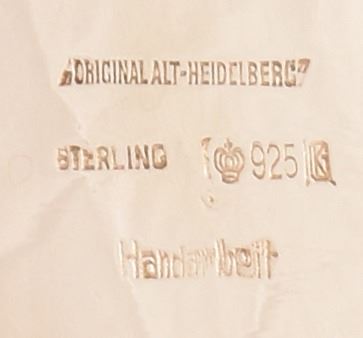 "ORIGINAL ALT-HEIDELBERG"
STERLING 925
Handarbeit